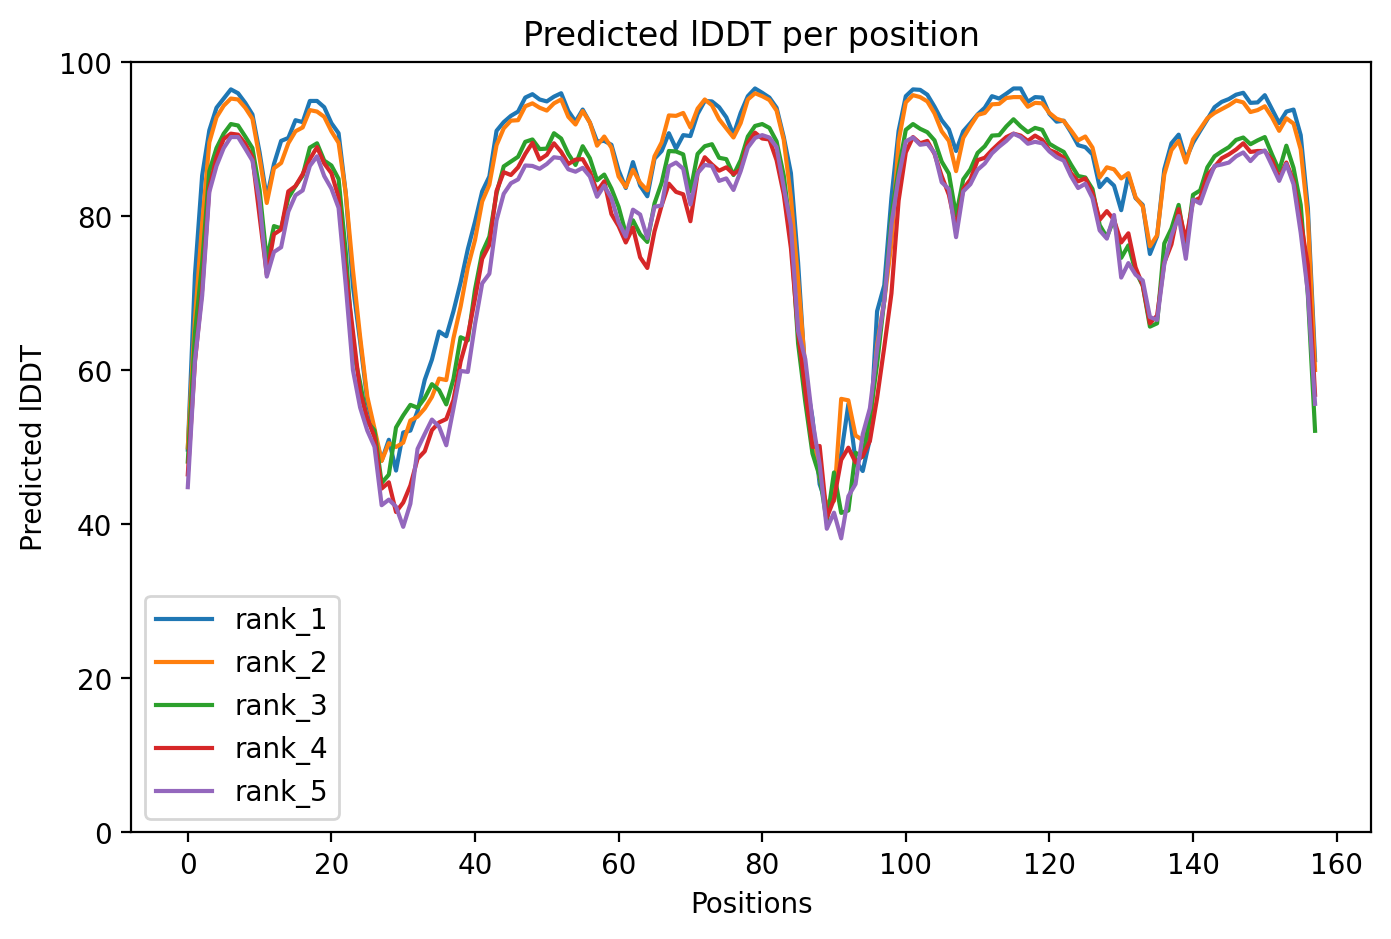 Predicted lDDT per position
Predicted lDDT
100
80
60
40
20
0
rank_1
rank_2
rank_3
rank_4
rank_5
0 20 40 60 80 100 120 140 160
Positions